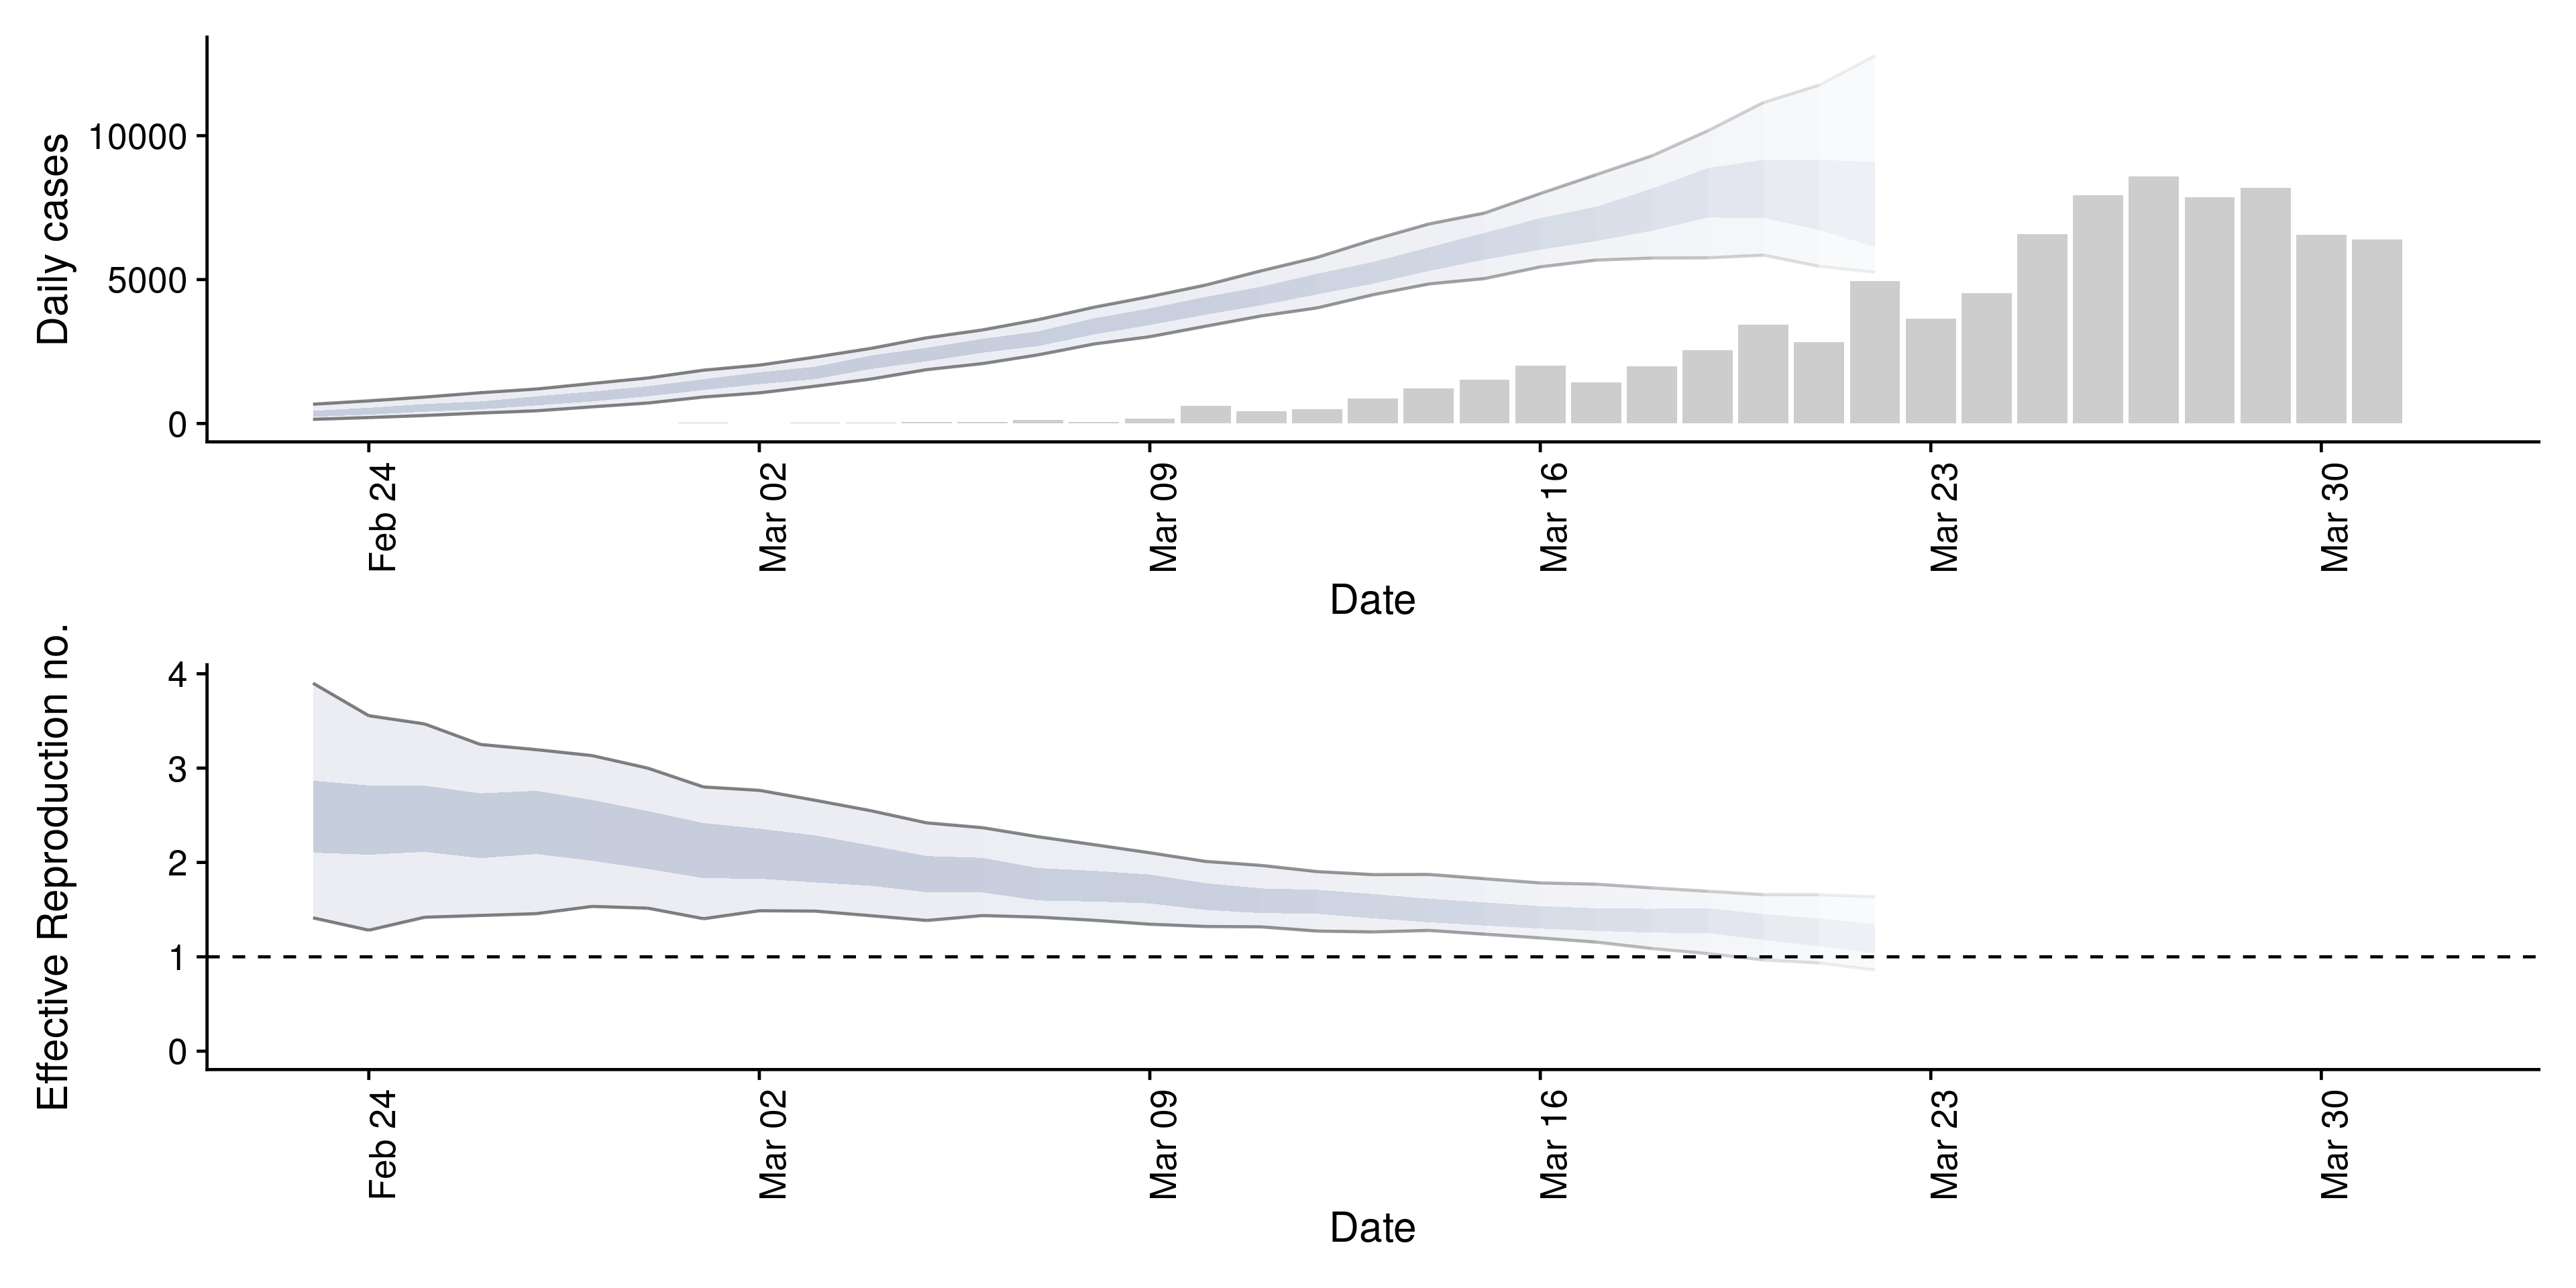 Daily cases
10000
5000
0
Feb 24
Mar 02
Mar 09
Mar 16
Mar 23
Mar 30
Date
Effective Reproduction no.
4
3
2
1
0
Feb 24
Mar 02
Mar 09
Mar 16
Mar 23
Mar 30
Date